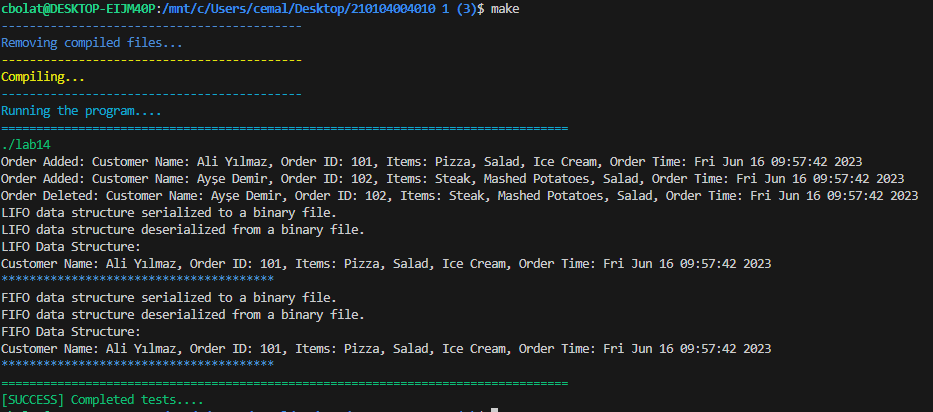 cbolat@DESKTOP-EIJM40P:/mnt/c/Users/cemal/Desktop/210104004010 1 (3)$ make
-------------------------------------------
Removing compiled files...
-------------------------------------------
Compiling...
-------------------------------------------
Running the program....
=================================================================================
./lab14
Order Added: Customer Name: Ali Yılmaz, Order ID: 101, Items: Pizza, Salad, Ice Cream, Order Time: Fri Jun 16 09:57:42 2023
Order Added: Customer Name: Ayşe Demir, Order ID: 102, Items: Steak, Mashed Potatoes, Salad, Order Time: Fri Jun 16 09:57:42 2023
Order Deleted: Customer Name: Ayşe Demir, Order ID: 102, Items: Steak, Mashed Potatoes, Salad, Order Time: Fri Jun 16 09:57:42 2023
LIFO data structure serialized to a binary file.
LIFO data structure deserialized from a binary file.
LIFO Data Structure:
Customer Name: Ali Yılmaz, Order ID: 101, Items: Pizza, Salad, Ice Cream, Order Time: Fri Jun 16 09:57:42 2023
***************************************
FIFO data structure serialized to a binary file.
FIFO data structure deserialized from a binary file.
FIFO Data Structure:
Customer Name: Ali Yılmaz, Order ID: 101, Items: Pizza, Salad, Ice Cream, Order Time: Fri Jun 16 09:57:42 2023
***************************************
=================================================================================
[SUCCESS] Completed tests....